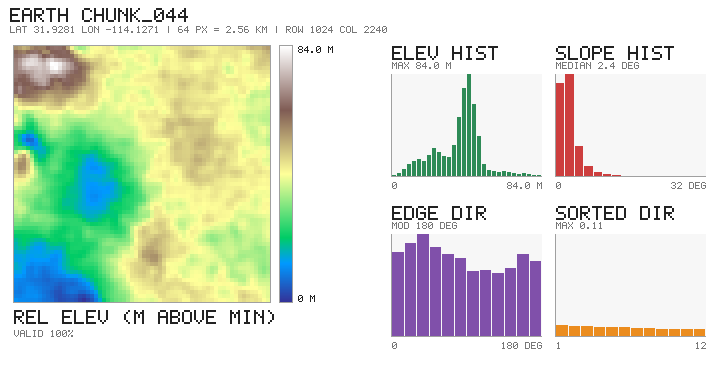 EARTH CHUNK_044
LAT 31.9281 LON -114.1271 | 64 PX = 2.56 KM | ROW 1024 COL 2240
84.0 M
0 M
REL ELEV (M ABOVE MIN)
VALID 100%
ELEV HIST
MAX 84.0 M
0 84.0 M
SLOPE HIST
MEDIAN 2.4 DEG
0 32 DEG
EDGE DIR
MOD 180 DEG
0 180 DEG
SORTED DIR
MAX 0.11
1 12